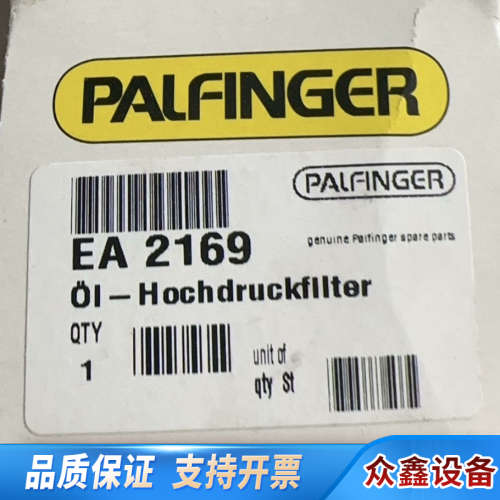 PALFINGER
PALFINGER
EA 2169
genuine Palfinger spare parts
Öl – Hochdruckfilter
QTY
1
unit of
qty St
品质保证 支持开票
众鑫设备